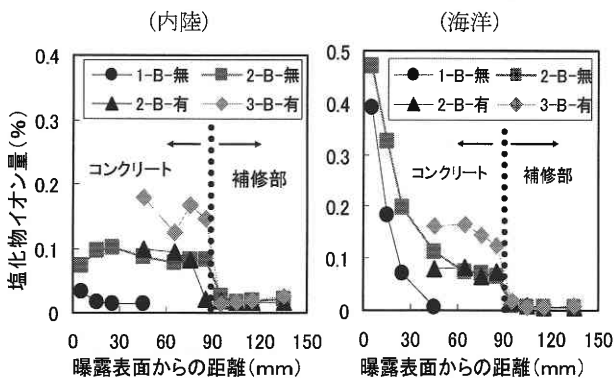 (内陸)
0.4
0.3
0.2
0.1
0
1-B-無
2-B-無
2-B-有
3-B-有
コンクリート
補修部
0 30 60 90 120 150
曝露表面からの距離(mm)
塩化物イオン量(%)
(海洋)
0.5
0.4
0.3
0.2
0.1
0
1-B-無
2-B-無
2-B-有
3-B-有
コンクリート
補修部
0 30 60 90 120 150
曝露表面からの距離(mm)